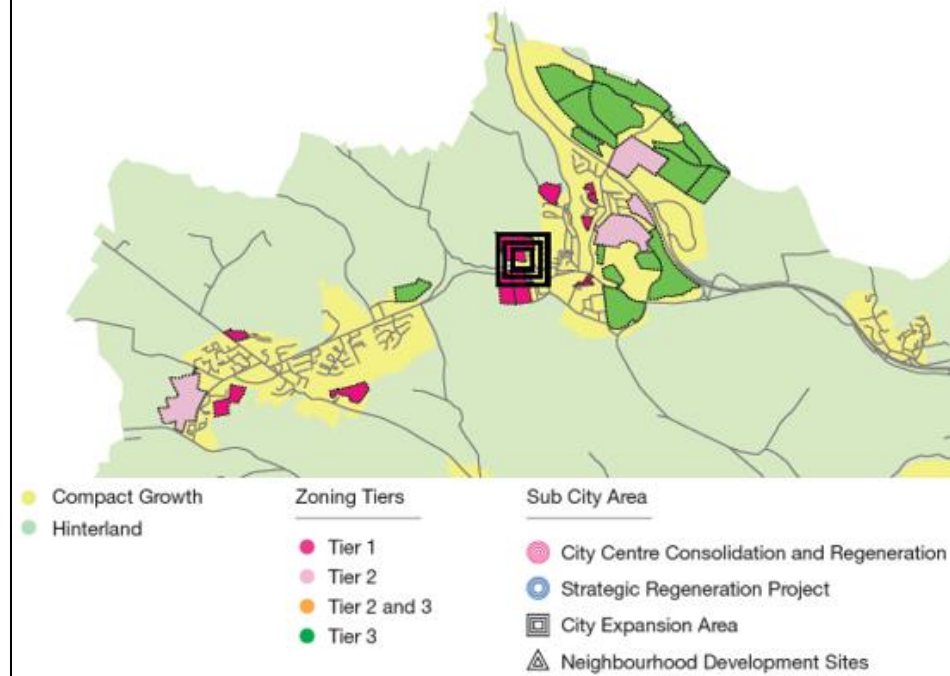 Compact Growth
Hinterland
Zoning Tiers
Tier 1
Tier 2
Tier 2 and 3
Tier 3
Sub City Area
City Centre Consolidation and Regeneration
Strategic Regeneration Project
City Expansion Area
Neighbourhood Development Sites